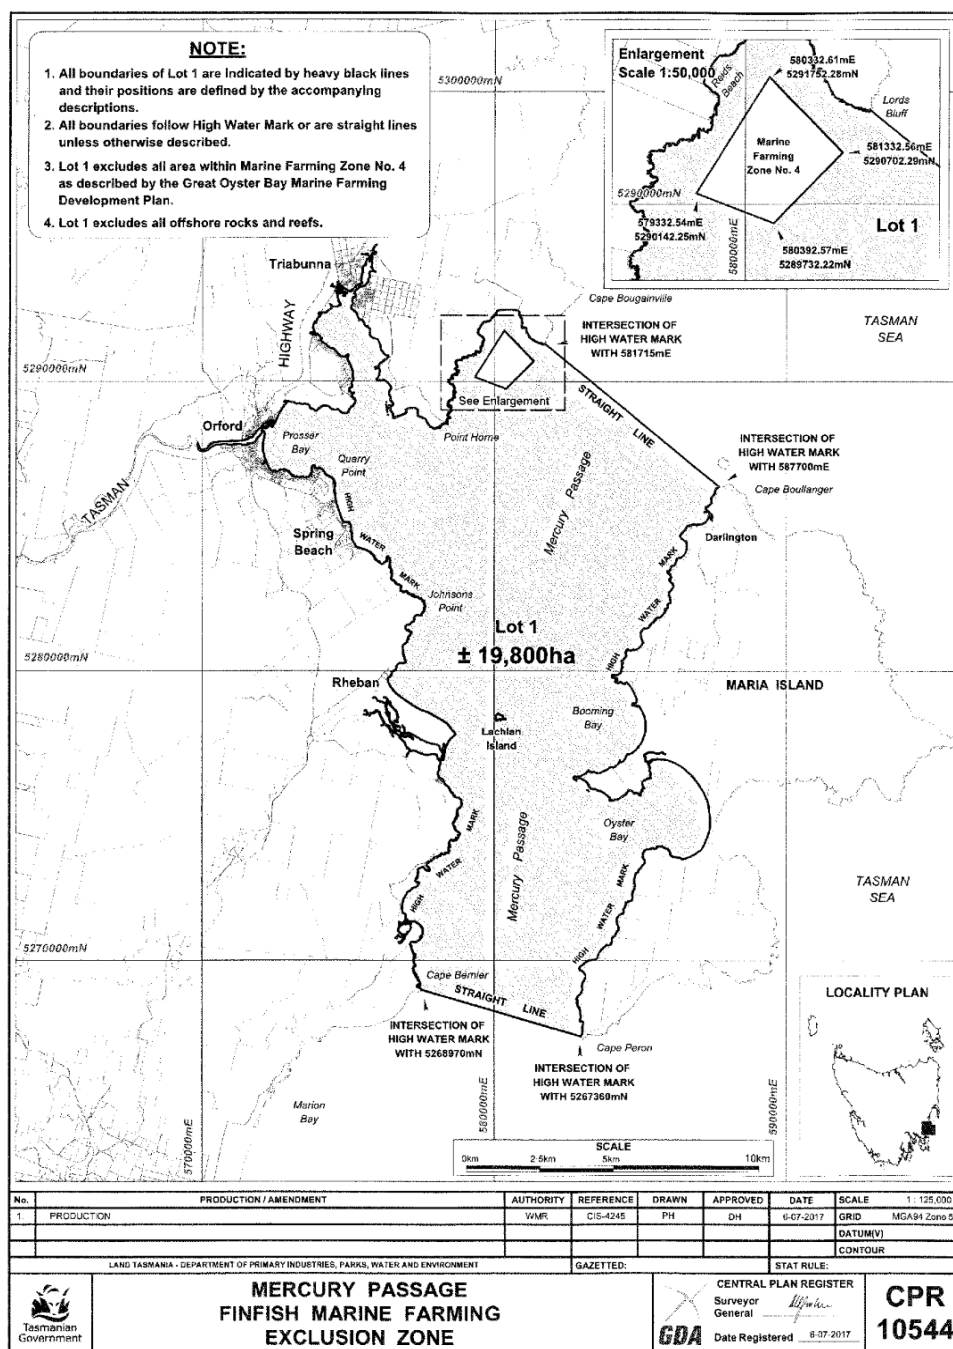 NOTE:
1. All boundaries of Lot 1 are indicated by heavy black lines
and their positions are defined by the accompanying
descriptions.
2. All boundaries follow High Water Mark or are straight lines
unless otherwise described.
3. Lot 1 excludes all area within Marine Farming Zone No. 4
as described by the Great Oyster Bay Marine Farming
Development Plan.
4. Lot 1 excludes all offshore rocks and reefs.
5300000mN
Enlargement
Scale 1:50,000
Reids
Beach
580332.61mE
5291752.28mN
Lords
Bluff
Marine
Farming
Zone No. 4
581332.56mE
5290702.29mN
5290000mN
579332.54mE
5290142.25mN
580000mE
580392.57mE
5289732.22mN
Lot 1
Triabunna
HIGHWAY
Cape Bougainville
INTERSECTION OF
HIGH WATER MARK
WITH 581715mE
TASMAN
SEA
5290000mN
See Enlargement
STRAIGHT LINE
Orford
Prosser
Bay
Point Home
Quarry
Point
INTERSECTION OF
HIGH WATER MARK
WITH 587700mE
Cape Boullanger
TASMAN
Mercury Passage
HIGH WATER MARK
Spring
Beach
Darlington
HIGH WATER MARK
Johnsons
Point
Lot 1
± 19,800ha
5280000mN
Rheban
MARIA ISLAND
Booming
Bay
Lachlan
Island
Oyster
Bay
Mercury Passage
HIGH WATER MARK
HIGH WATER MARK
TASMAN
SEA
5270000mN
Cape Bernier
STRAIGHT LINE
INTERSECTION OF
HIGH WATER MARK
WITH 5268970mN
Cape Peron
INTERSECTION OF
HIGH WATER MARK
WITH 5267360mN
LOCALITY PLAN
Marion
Bay
570000mE
580000mE
590000mE
SCALE
0km 2·5km 5km 10km
No. PRODUCTION / AMENDMENT AUTHORITY REFERENCE DRAWN APPROVED DATE SCALE 1 : 125,000
1. PRODUCTION WMR CIS-4245 PH DH 6-07-2017 GRID MGA94 Zone 5
DATUM(V)
CONTOUR
LAND TASMANIA - DEPARTMENT OF PRIMARY INDUSTRIES, PARKS, WATER AND ENVIRONMENT GAZETTED: STAT RULE:
Tasmanian
Government
MERCURY PASSAGE
FINFISH MARINE FARMING
EXCLUSION ZONE
GDA
CENTRAL PLAN REGISTER
Surveyor
General
Date Registered 6-07-2017
CPR
10544